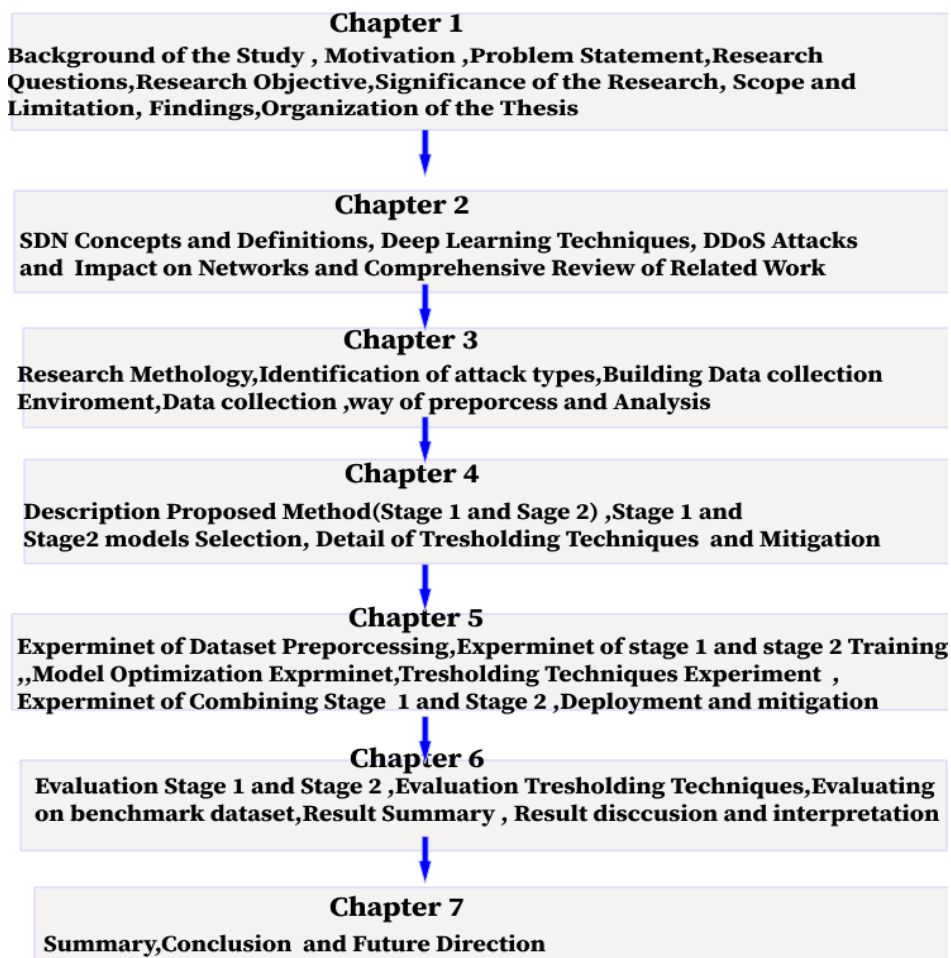 Chapter 1
Background of the Study , Motivation ,Problem Statement,Research
Questions,Research Objective,Significance of the Research, Scope and
Limitation, Findings,Organization of the Thesis
Chapter 2
SDN Concepts and Definitions, Deep Learning Techniques, DDoS Attacks
and Impact on Networks and Comprehensive Review of Related Work
Chapter 3
Research Methology,Identification of attack types,Building Data collection
Enviroment,Data collection ,way of preporcess and Analysis
Chapter 4
Description Proposed Method(Stage 1 and Sage 2) ,Stage 1 and
Stage2 models Selection, Detail of Tresholding Techniques and Mitigation
Chapter 5
Experminet of Dataset Preporcessing,Experminet of stage 1 and stage 2 Training
,,Model Optimization Exprminet,Tresholding Techniques Experiment ,
Experminet of Combining Stage 1 and Stage 2 ,Deployment and mitigation
Chapter 6
Evaluation Stage 1 and Stage 2 ,Evaluation Tresholding Techniques,Evaluating
on benchmark dataset,Result Summary , Result disccusion and interpretation
Chapter 7
Summary,Conclusion and Future Direction